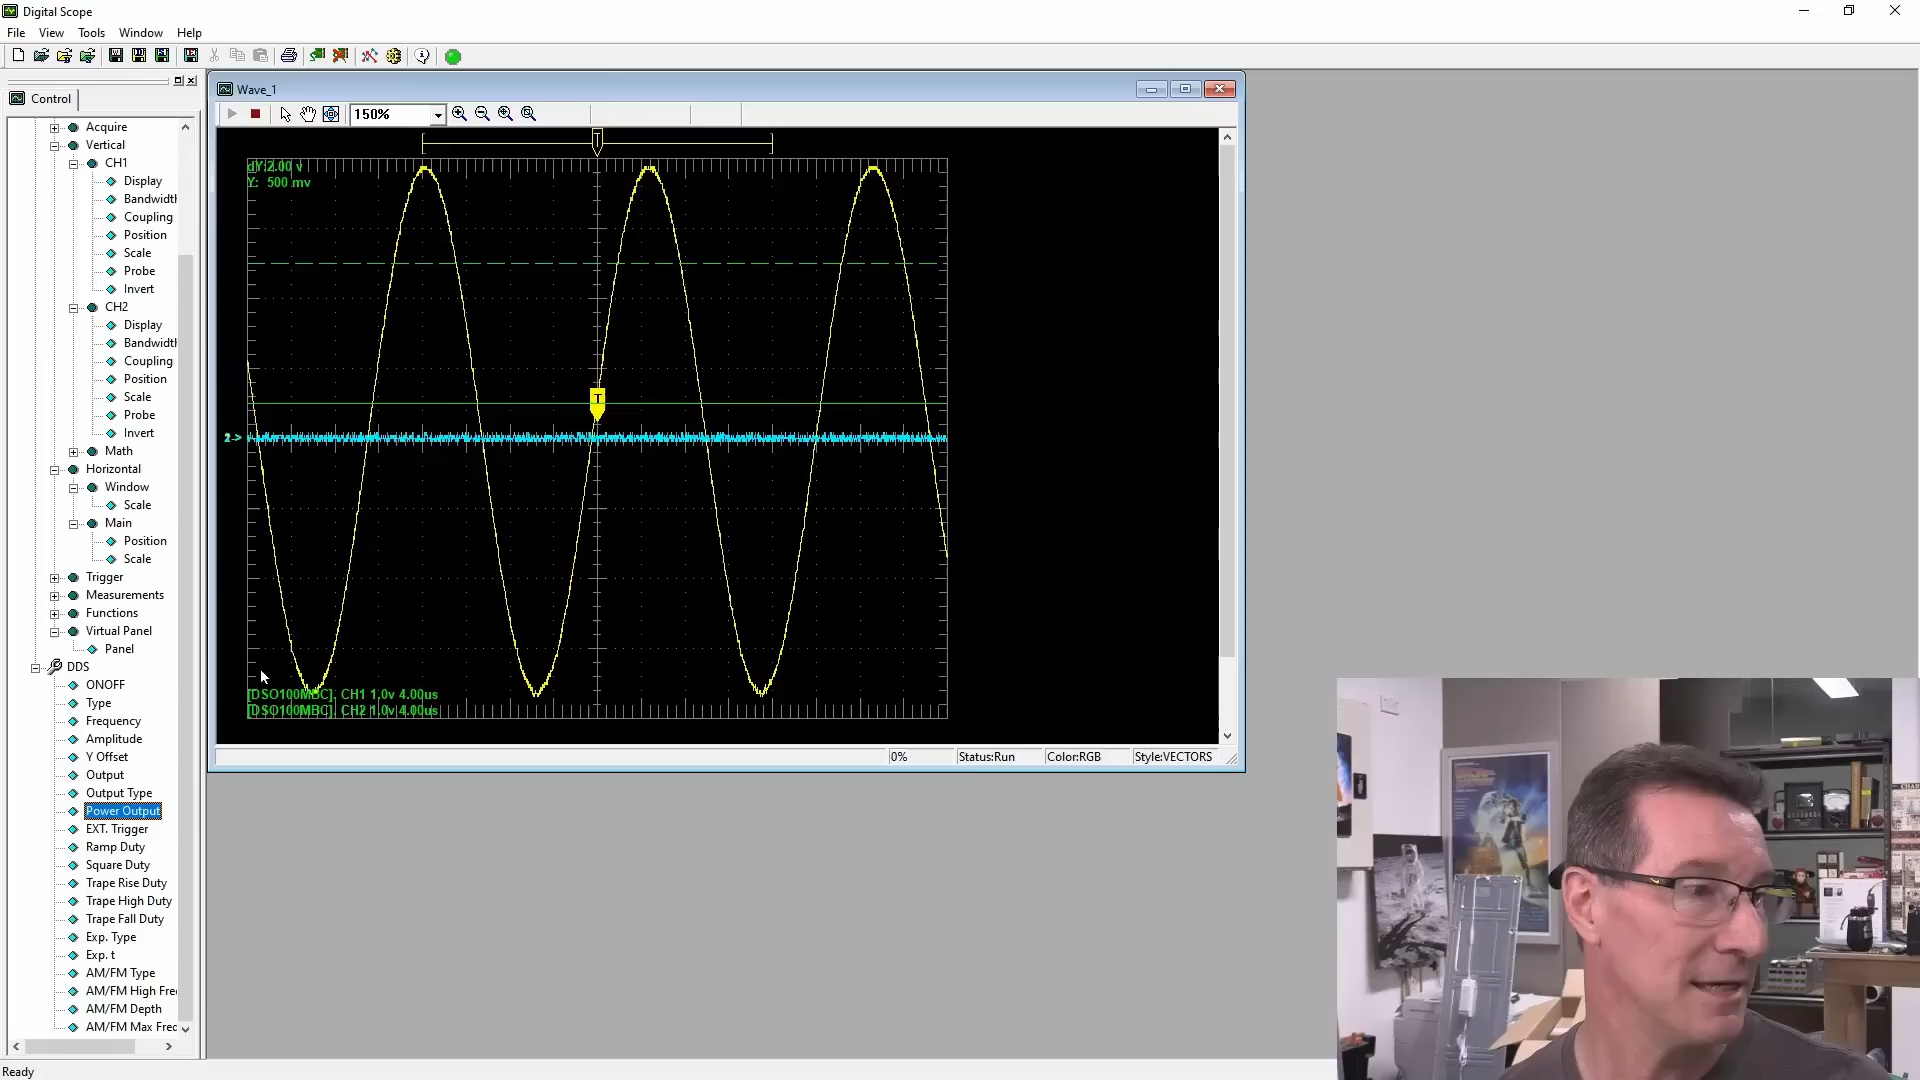 Digital Scope
File View Tools Window Help
Control
Acquire
Vertical
CH1
Display
Bandwidth
Coupling
Position
Scale
Probe
Invert
CH2
Display
Bandwidth
Coupling
Position
Scale
Probe
Invert
Math
Horizontal
Window
Scale
Main
Position
Scale
Trigger
Measurements
Functions
Virtual Panel
Panel
DDS
ONOFF
Type
Frequency
Amplitude
Y Offset
Output
Output Type
Power Output
EXT. Trigger
Ramp Duty
Square Duty
Trape Rise Duty
Trape High Duty
Trape Fall Duty
Exp. Type
Exp. t
AM/FM Type
AM/FM High Fre
AM/FM Depth
AM/FM Max Freq
Ready
Wave_1
150%
T
dY:2.00 v
Y: 500 mv
T
2->
[DSO100MBC], CH1 1.0v 4.00us
[DSO100MBC], CH2 1.0v 4.00us
0% Status:Run Color:RGB Style:VECTORS